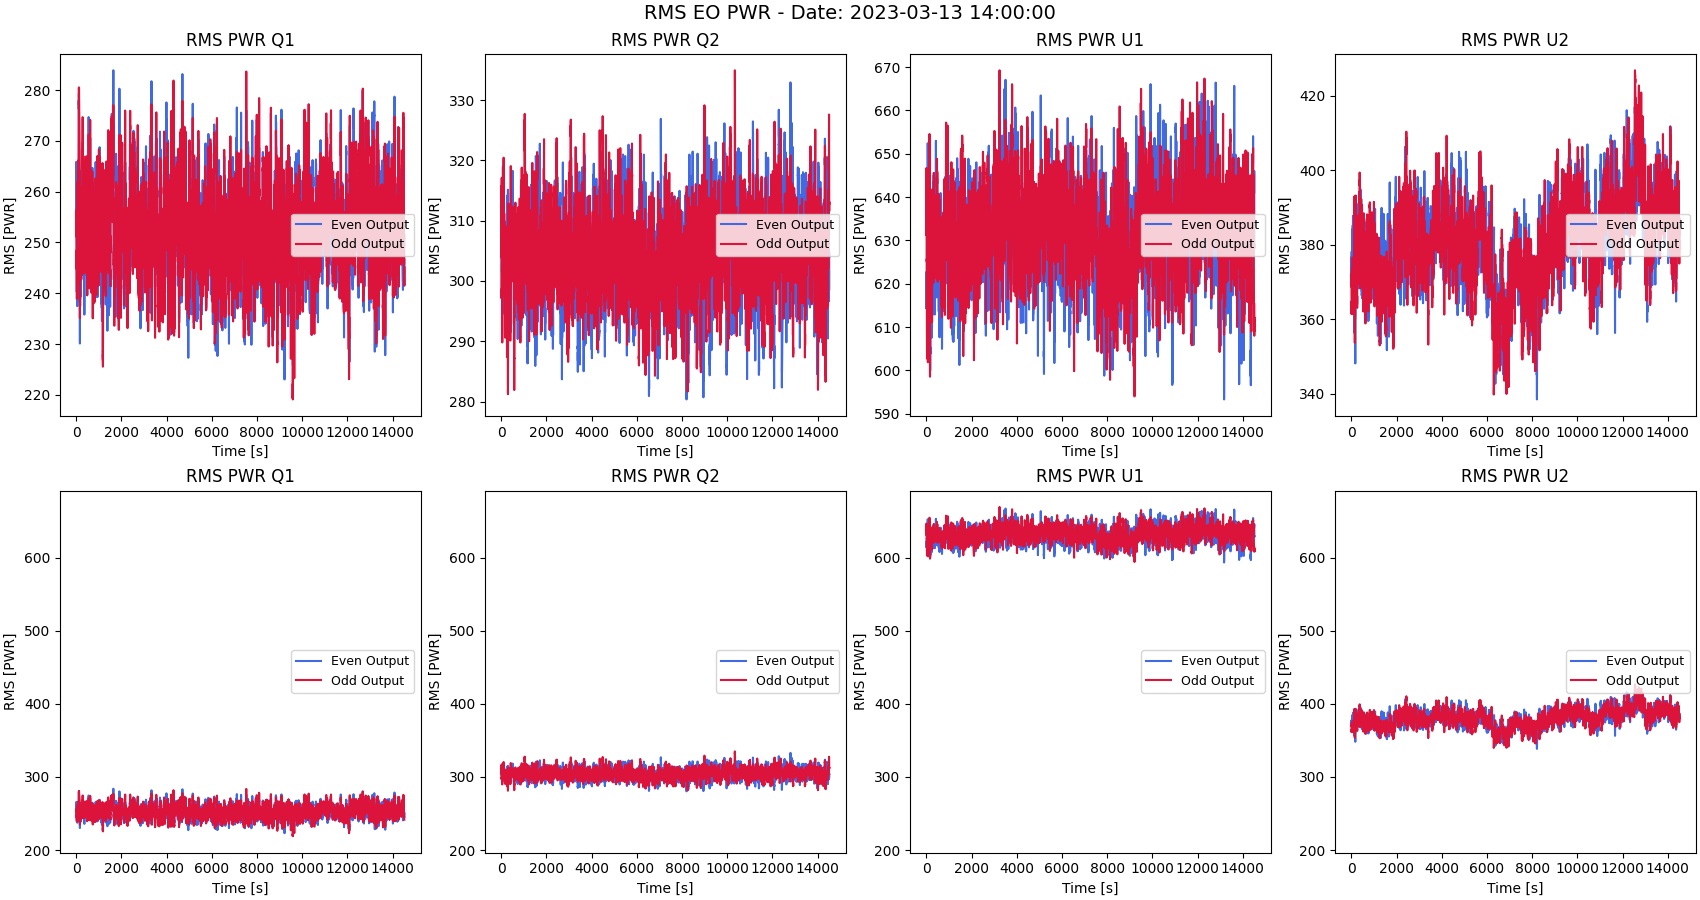 RMS EO PWR - Date: 2023-03-13 14:00:00
RMS PWR Q1
RMS [PWR]
280
270
260
250
240
230
220
0 2000 4000 6000 8000 10000 12000 14000
Time [s]
Even Output
Odd Output
RMS PWR Q2
RMS [PWR]
330
320
310
300
290
280
0 2000 4000 6000 8000 10000 12000 14000
Time [s]
Even Output
Odd Output
RMS PWR U1
RMS [PWR]
670
660
650
640
630
620
610
600
590
0 2000 4000 6000 8000 10000 12000 14000
Time [s]
Even Output
Odd Output
RMS PWR U2
RMS [PWR]
420
400
380
360
340
0 2000 4000 6000 8000 10000 12000 14000
Time [s]
Even Output
Odd Output
RMS PWR Q1
RMS [PWR]
600
500
400
300
200
0 2000 4000 6000 8000 10000 12000 14000
Time [s]
Even Output
Odd Output
RMS PWR Q2
RMS [PWR]
600
500
400
300
200
0 2000 4000 6000 8000 10000 12000 14000
Time [s]
Even Output
Odd Output
RMS PWR U1
RMS [PWR]
600
500
400
300
200
0 2000 4000 6000 8000 10000 12000 14000
Time [s]
Even Output
Odd Output
RMS PWR U2
RMS [PWR]
600
500
400
300
200
0 2000 4000 6000 8000 10000 12000 14000
Time [s]
Even Output
Odd Output